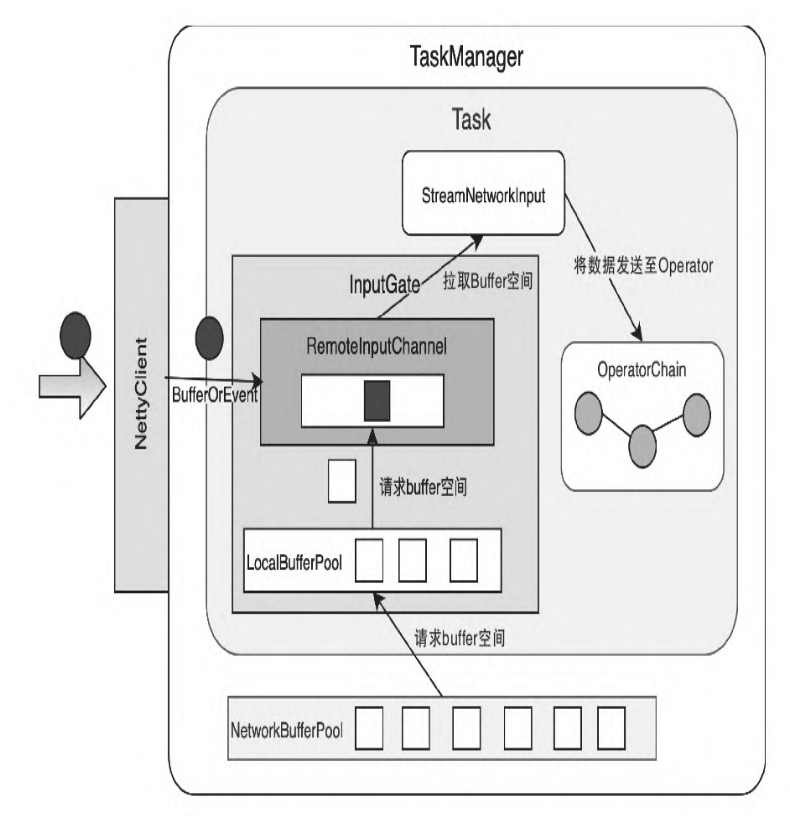 TaskManager
Task
StreamNetworkInput
InputGate
拉取Buffer空间
将数据发送至Operator
RemoteInputChannel
OperatorChain
NettyClient
BufferOrEvent
请求buffer空间
LocalBufferPool
请求buffer空间
NetworkBufferPool